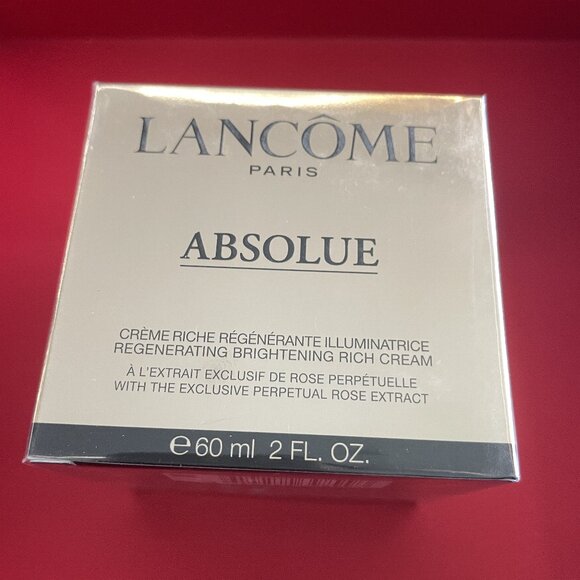 LANCÔME
PARIS
ABSOLUE
CRÈME RICHE RÉGÉNÉRANTE ILLUMINATRICE
REGENERATING BRIGHTENING RICH CREAM
À L'EXTRAIT EXCLUSIF DE ROSE PERPÉTUELLE
WITH THE EXCLUSIVE PERPETUAL ROSE EXTRACT
℮60 ml 2 FL. OZ.